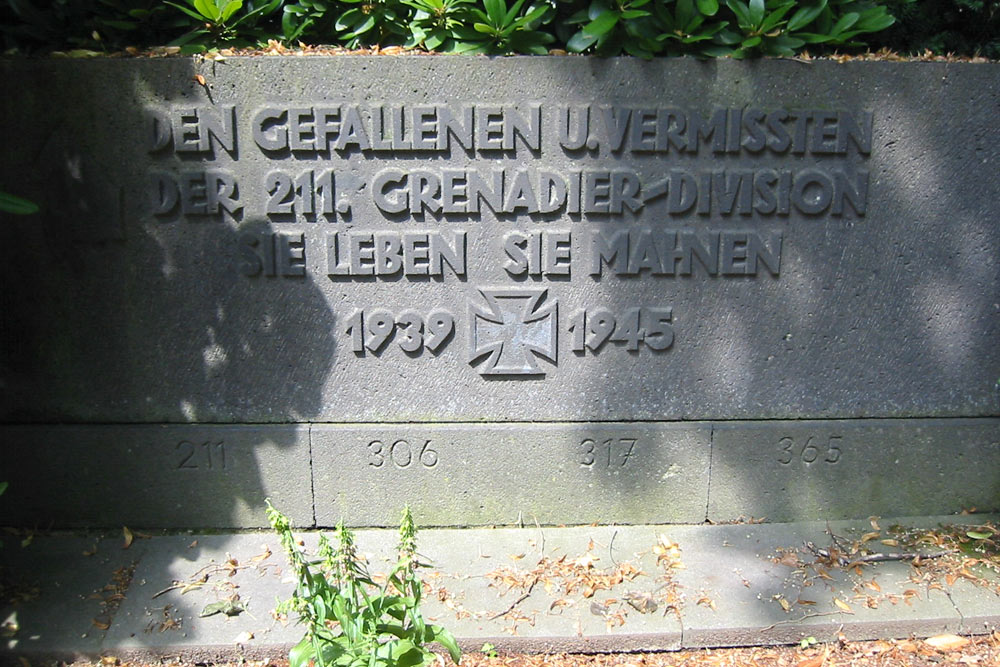 DEN GEFALLENEN U. VERMISSTEN
DER 211. GRENADIER-DIVISION
SIE LEBEN SIE MAHNEN
1939 1945
211 306 317 365